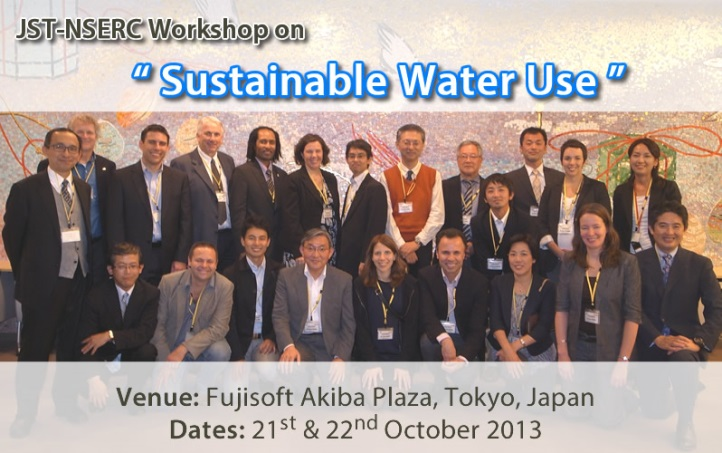 JST-NSERC Workshop on
“ Sustainable Water Use ”
Venue: Fujisoft Akiba Plaza, Tokyo, Japan
Dates: 21st & 22nd October 2013